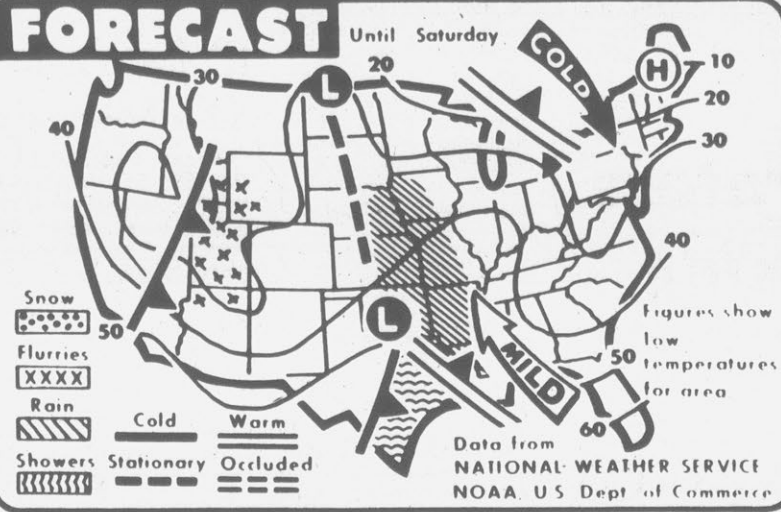 FORECAST
Until Saturday
COLD
L
H
30
20
10
20
30
40
40
50
L
MILD
50
60
Snow
Flurries
XXXX
Rain
Showers
Cold
Warm
Stationary
Occluded
Figures show
low
temperatures
for area.
Data from
NATIONAL WEATHER SERVICE
NOAA, U S Dept of Commerce